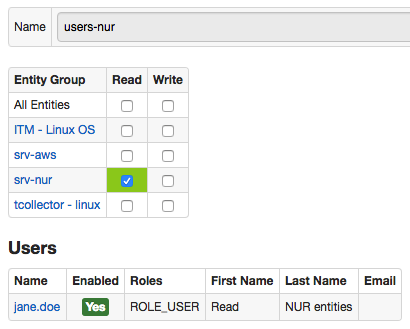 Name users-nur
Entity Group Read Write
All Entities
ITM - Linux OS
srv-aws
srv-nur
tcollector - linux
Users
Name Enabled Roles First Name Last Name Email
jane.doe Yes ROLE_USER Read NUR entities